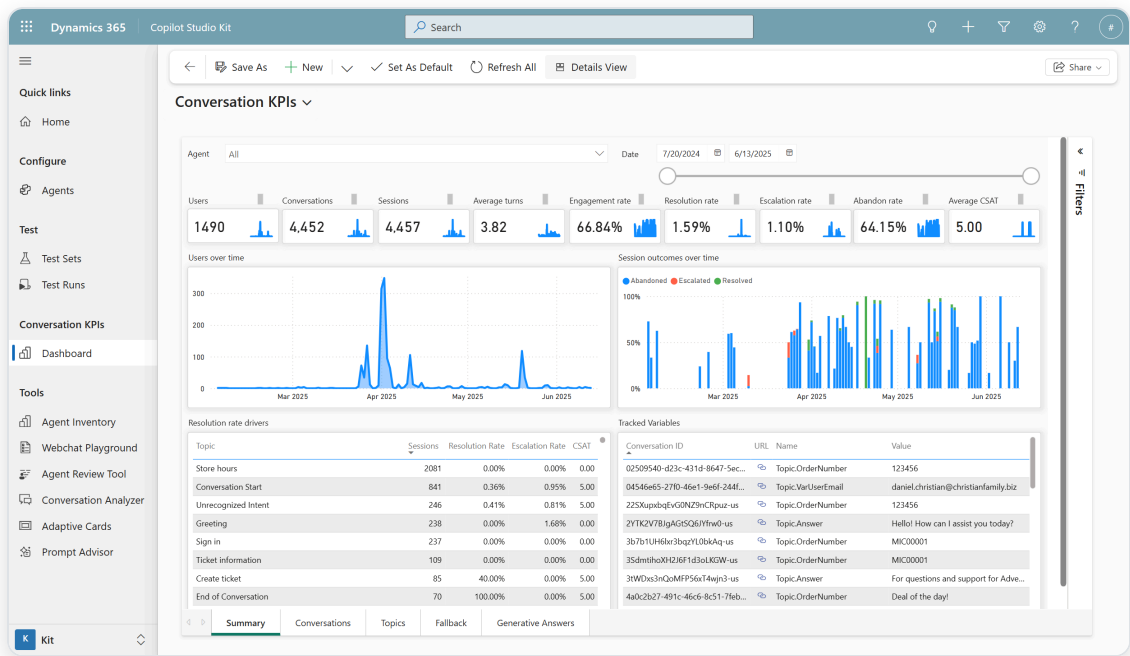 Dynamics 365 Copilot Studio Kit Search ? #
Save As New Set As Default Refresh All Details View Share
Conversation KPIs
Quick links
Home
Configure
Agents
Test
Test Sets
Test Runs
Conversation KPIs
Dashboard
Tools
Agent Inventory
Webchat Playground
Agent Review Tool
Conversation Analyzer
Adaptive Cards
Prompt Advisor
K Kit
Agent All Date 7/20/2024 6/13/2025
Filters
Users Conversations Sessions Average turns Engagement rate Resolution rate Escalation rate Abandon rate Average CSAT
1490 4,452 4,457 3.82 66.84% 1.59% 1.10% 64.15% 5.00
Users over time
300
200
100
0
Mar 2025 Apr 2025 May 2025 Jun 2025
Session outcomes over time
Abandoned Escalated Resolved
100%
50%
0%
Mar 2025 Apr 2025 May 2025 Jun 2025
Resolution rate drivers
Topic Sessions Resolution Rate Escalation Rate CSAT
Store hours 2081 0.00% 0.00% 0.00
Conversation Start 841 0.36% 0.95% 5.00
Unrecognized Intent 246 0.41% 0.81% 5.00
Greeting 238 0.00% 1.68% 0.00
Sign in 237 0.00% 0.00% 0.00
Ticket information 109 0.00% 0.00% 0.00
Create ticket 85 40.00% 0.00% 5.00
End of Conversation 70 100.00% 0.00% 5.00
Tracked Variables
Conversation ID URL Name Value
02509540-d23c-431d-8647-5ec... Topic.OrderNumber 123456
04546e65-27f0-46e1-9e6f-244f... Topic.VarUserEmail daniel.christian@christianfamily.biz
22SXupxbqEvG0NZ9nCRpuz-us Topic.OrderNumber 123456
2YTK2V7BJgAGtSQ6JYfrw0-us Topic.Answer Hello! How can I assist you today?
3b7b1UH6lxr3bqzYL0bkAq-us Topic.OrderNumber MIC00001
3SdmtihoXH2J6F1d3oLKGW-us Topic.OrderNumber MIC00001
3tWDxs3nQoMFP56xT4wjn3-us Topic.Answer For questions and support for Adve...
4a0c2b27-491c-46c6-8c51-7feb... Topic.OrderNumber Deal of the day!
Summary Conversations Topics Fallback Generative Answers